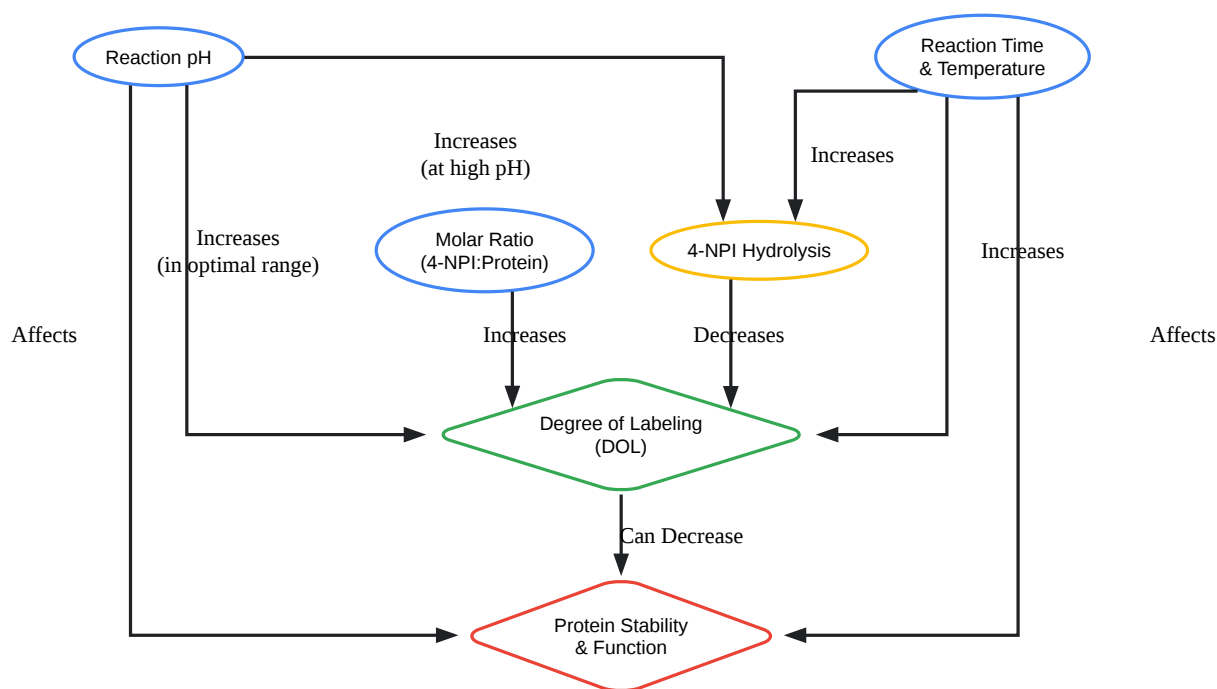 Reaction pH
Reaction Time
& Temperature
Increases
(at high pH)
Increases
Increases
(in optimal range)
Molar Ratio
(4-NPI:Protein)
4-NPI Hydrolysis
Increases
Affects
Increases
Decreases
Affects
Degree of Labeling
(DOL)
Can Decrease
Protein Stability
& Function